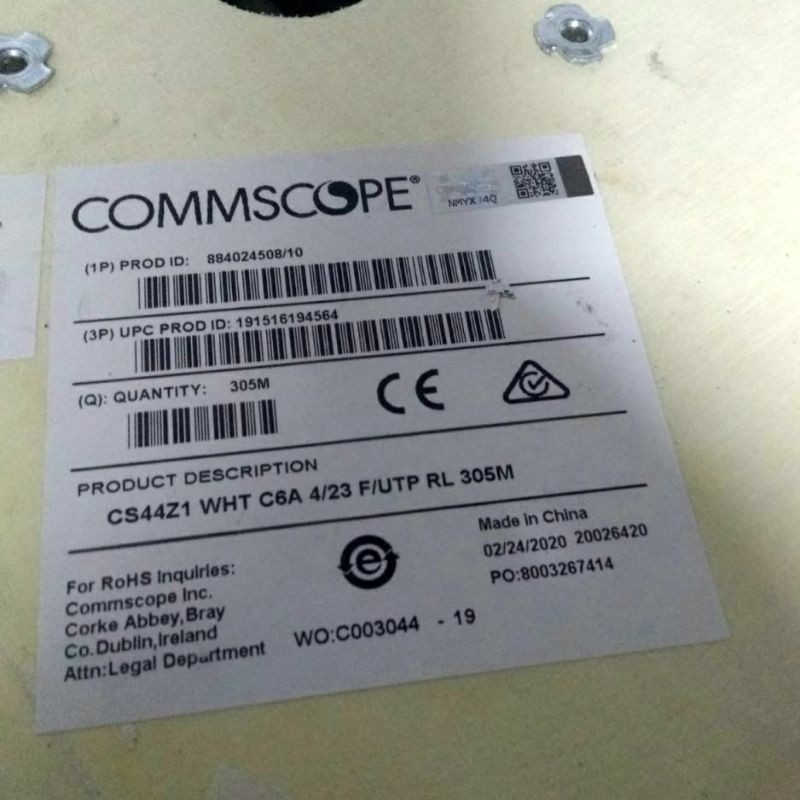 COMMSCOPE®
(1P) PROD ID: 884024508/10
(3P) UPC PROD ID: 191516194564
(Q): QUANTITY: 305M
CE
PRODUCT DESCRIPTION
CS44Z1 WHT C6A 4/23 F/UTP RL 305M
Made in China
02/24/2020 20026420
PO:8003267414
For RoHS Inquiries:
Commscope Inc.
Corke Abbey,Bray
Co.Dublin,Ireland
Attn:Legal Department
e
WO:C003044 - 19